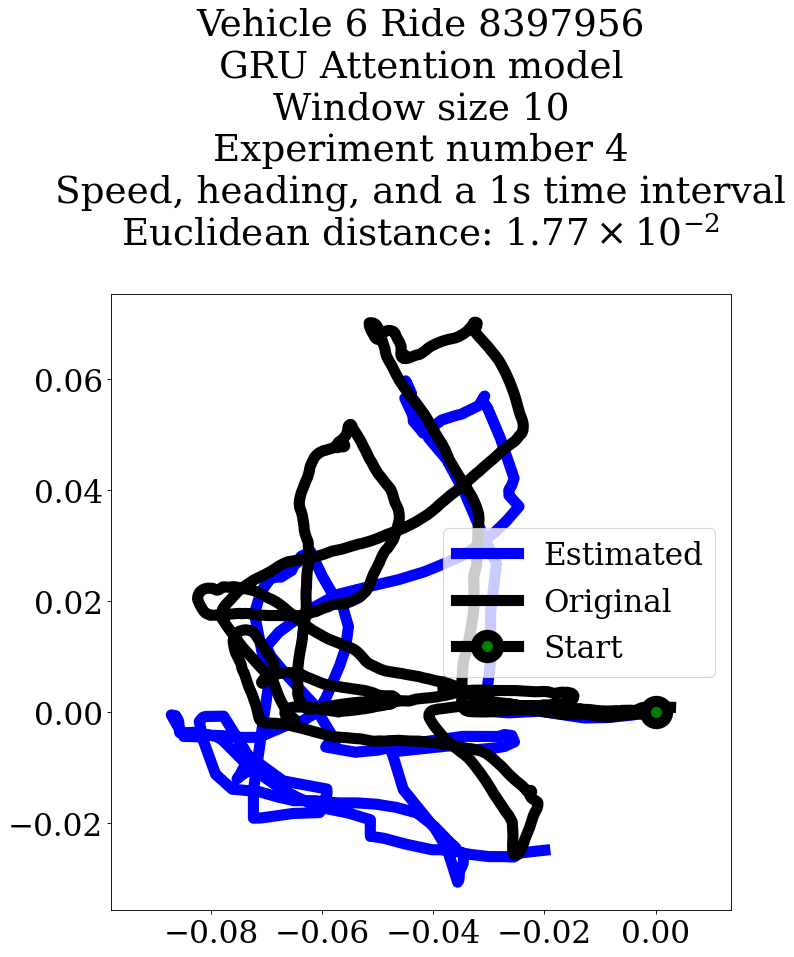 Vehicle 6 Ride 8397956
GRU Attention model
Window size 10
Experiment number 4
Speed, heading, and a 1s time interval
Euclidean distance: 1.77 × 10⁻²
0.06
0.04
0.02
0.00
−0.02
Estimated
Original
Start
−0.08 −0.06 −0.04 −0.02 0.00